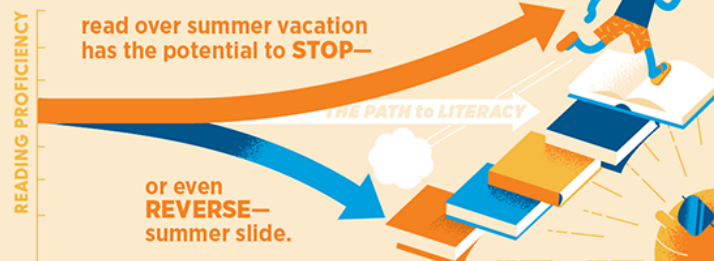 READING PROFICIENCY
read over summer vacation
has the potential to STOP—
THE PATH to LITERACY
or even
REVERSE—
summer slide.